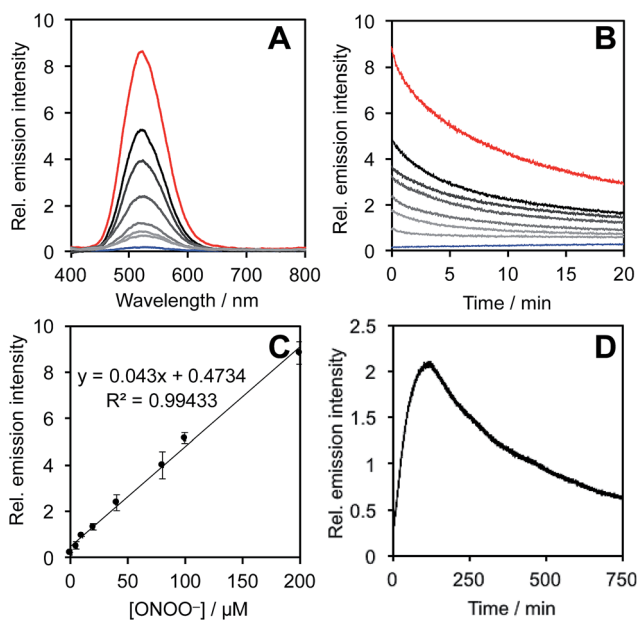 A
Rel. emission intensity
10
8
6
4
2
0
400 500 600 700 800
Wavelength / nm
B
Rel. emission intensity
10
8
6
4
2
0
0 5 10 15 20
Time / min
C
Rel. emission intensity
10
8
6
4
2
0
y = 0.043x + 0.4734
R² = 0.99433
0 50 100 150 200
[ONOO⁻] / µM
D
Rel. emission intensity
2.5
2
1.5
1
0.5
0
0 250 500 750
Time / min